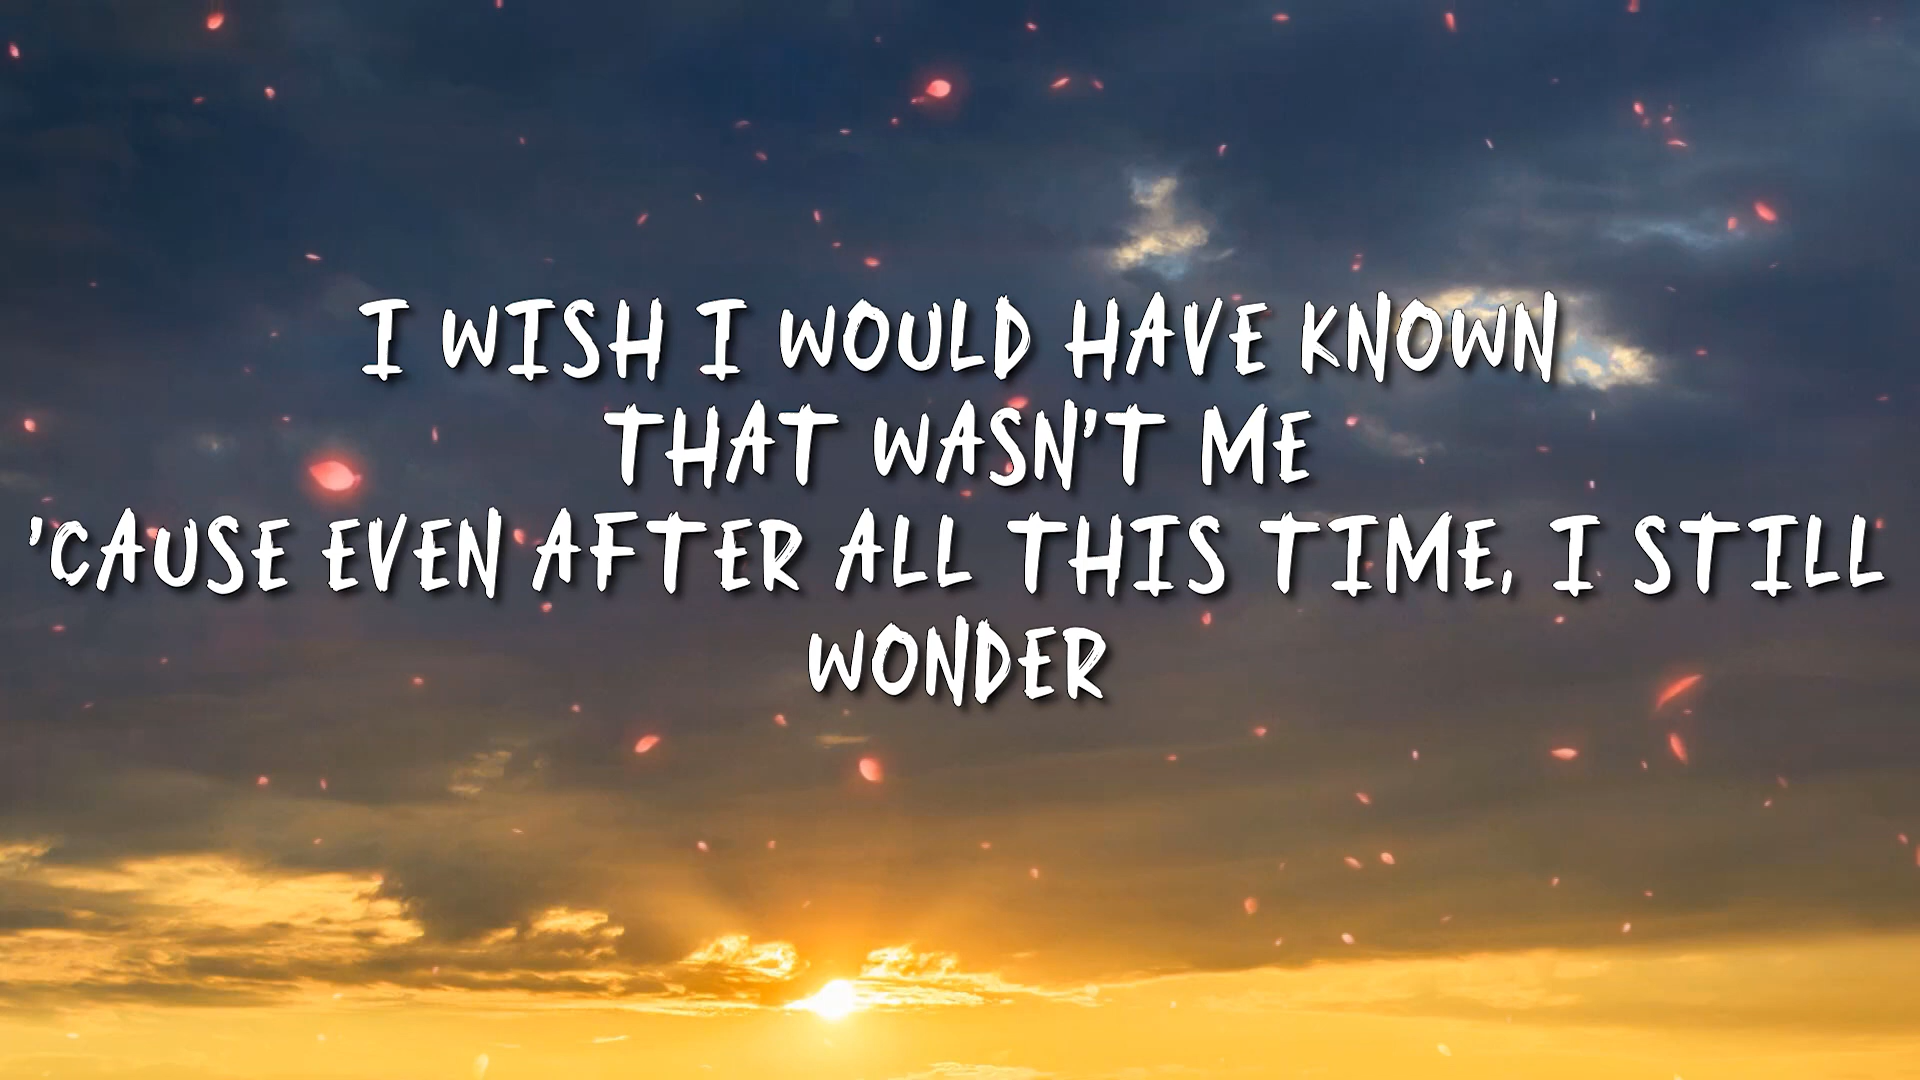 I WISH I WOULD HAVE KNOWN
THAT WASN'T ME
'CAUSE EVEN AFTER ALL THIS TIME, I STILL
WONDER